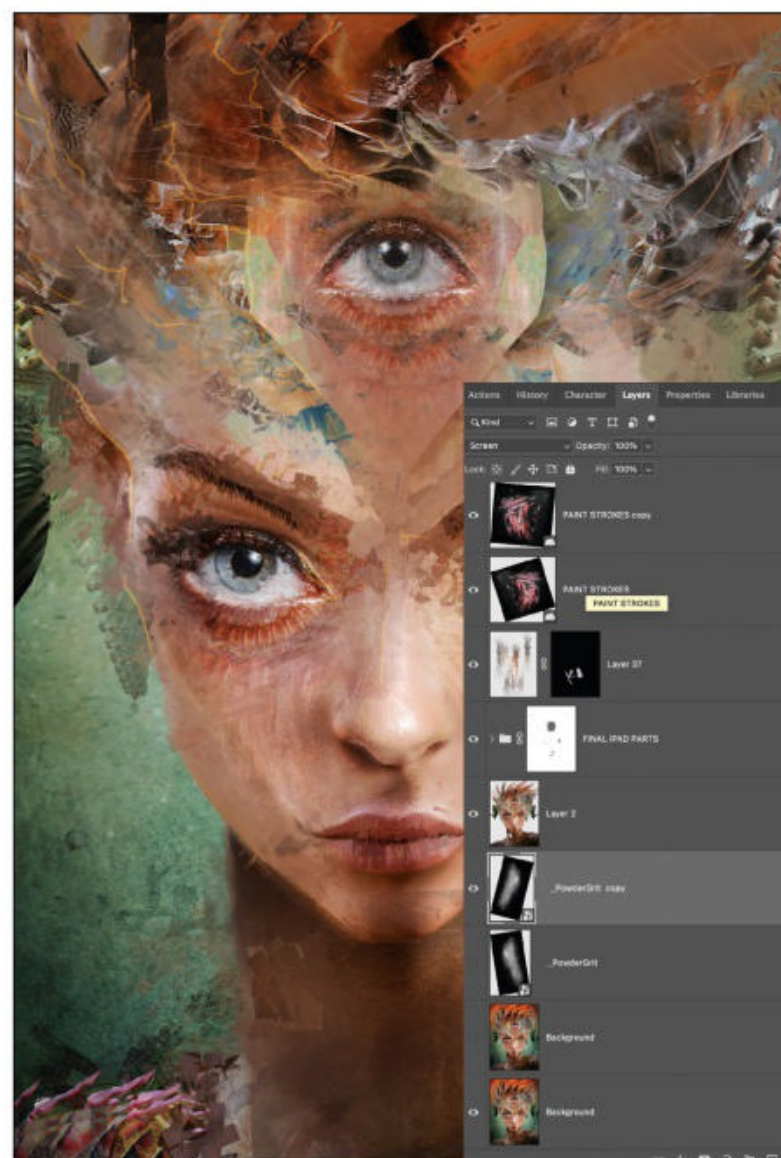 Actions History Character Layers Properties Libraries
Kind
Screen Opacity: 100%
Lock: Fill: 100%
PAINT STROKES copy
PAINT STROKES
PAINT STROKES
Layer 57
FINAL IPAD PARTS
Layer 2
_PowderGrit copy
_PowderGrit
Background
Background